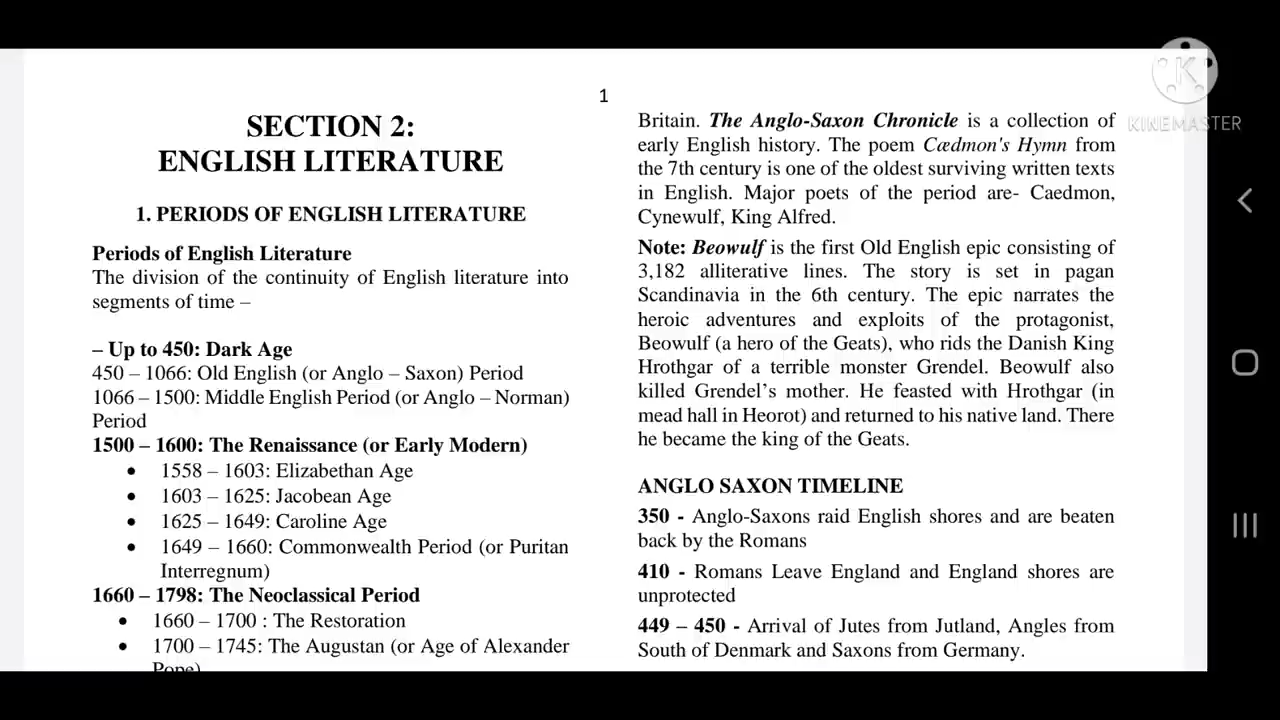 1
SECTION 2:
ENGLISH LITERATURE
1. PERIODS OF ENGLISH LITERATURE
Periods of English Literature
The division of the continuity of English literature into
segments of time –
– Up to 450: Dark Age
450 – 1066: Old English (or Anglo – Saxon) Period
1066 – 1500: Middle English Period (or Anglo – Norman)
Period
1500 – 1600: The Renaissance (or Early Modern)
• 1558 – 1603: Elizabethan Age
• 1603 – 1625: Jacobean Age
• 1625 – 1649: Caroline Age
• 1649 – 1660: Commonwealth Period (or Puritan
Interregnum)
1660 – 1798: The Neoclassical Period
• 1660 – 1700 : The Restoration
• 1700 – 1745: The Augustan (or Age of Alexander
Pope)
Britain. The Anglo-Saxon Chronicle is a collection of
early English history. The poem Cædmon's Hymn from
the 7th century is one of the oldest surviving written texts
in English. Major poets of the period are- Caedmon,
Cynewulf, King Alfred.
Note: Beowulf is the first Old English epic consisting of
3,182 alliterative lines. The story is set in pagan
Scandinavia in the 6th century. The epic narrates the
heroic adventures and exploits of the protagonist,
Beowulf (a hero of the Geats), who rids the Danish King
Hrothgar of a terrible monster Grendel. Beowulf also
killed Grendel’s mother. He feasted with Hrothgar (in
mead hall in Heorot) and returned to his native land. There
he became the king of the Geats.
ANGLO SAXON TIMELINE
350 - Anglo-Saxons raid English shores and are beaten
back by the Romans
410 - Romans Leave England and England shores are
unprotected
449 – 450 - Arrival of Jutes from Jutland, Angles from
South of Denmark and Saxons from Germany.
K
KINEMASTER